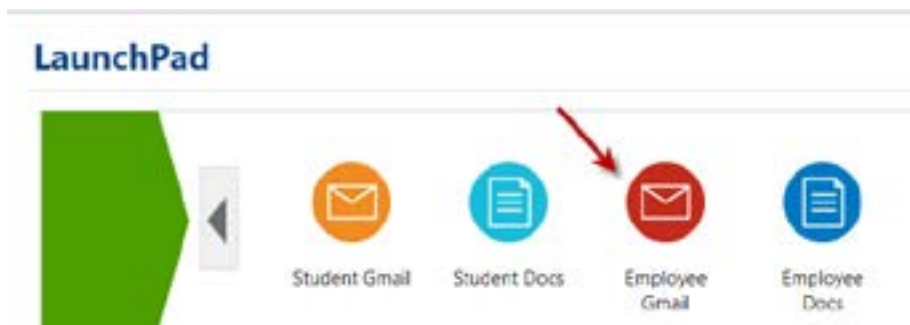 LaunchPad
Student Gmail
Student Docs
Employee
Gmail
Employee
Docs